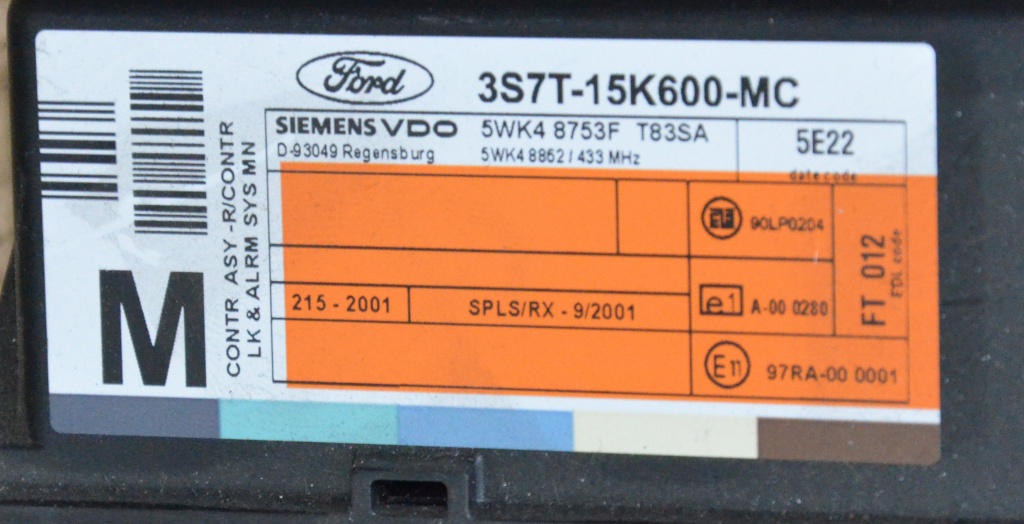 Ford
3S7T-15K600-MC
SIEMENS VDO 5WK4 8753F T83SA
D-93049 Regensburg 5WK4 8862 / 433 MHz
5E22
date code
90LP0204
215 - 2001
SPLS/RX - 9/2001
e1 A-00 0280
E11 97RA-00 0001
FT 012
FDL code
M
CONTR ASY -R/CONTR
LK & ALRM SYS MN